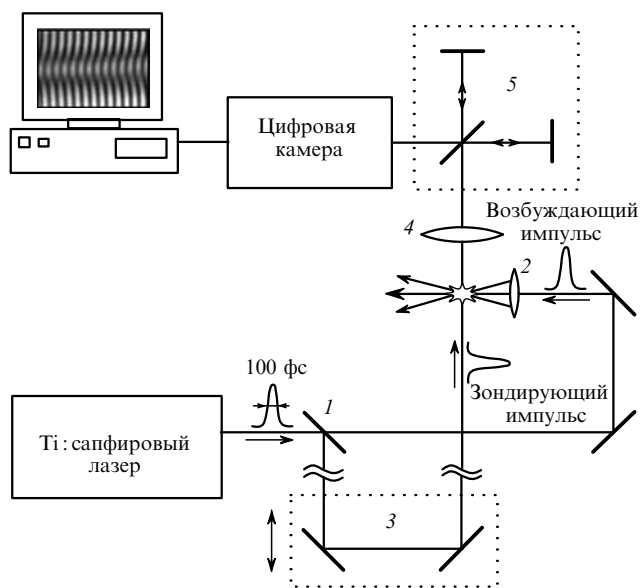 5
Цифровая
камера
4
Возбуждающий
импульс
2
100 фс
1
Зондирующий
импульс
Ti : сапфировый
лазер
3